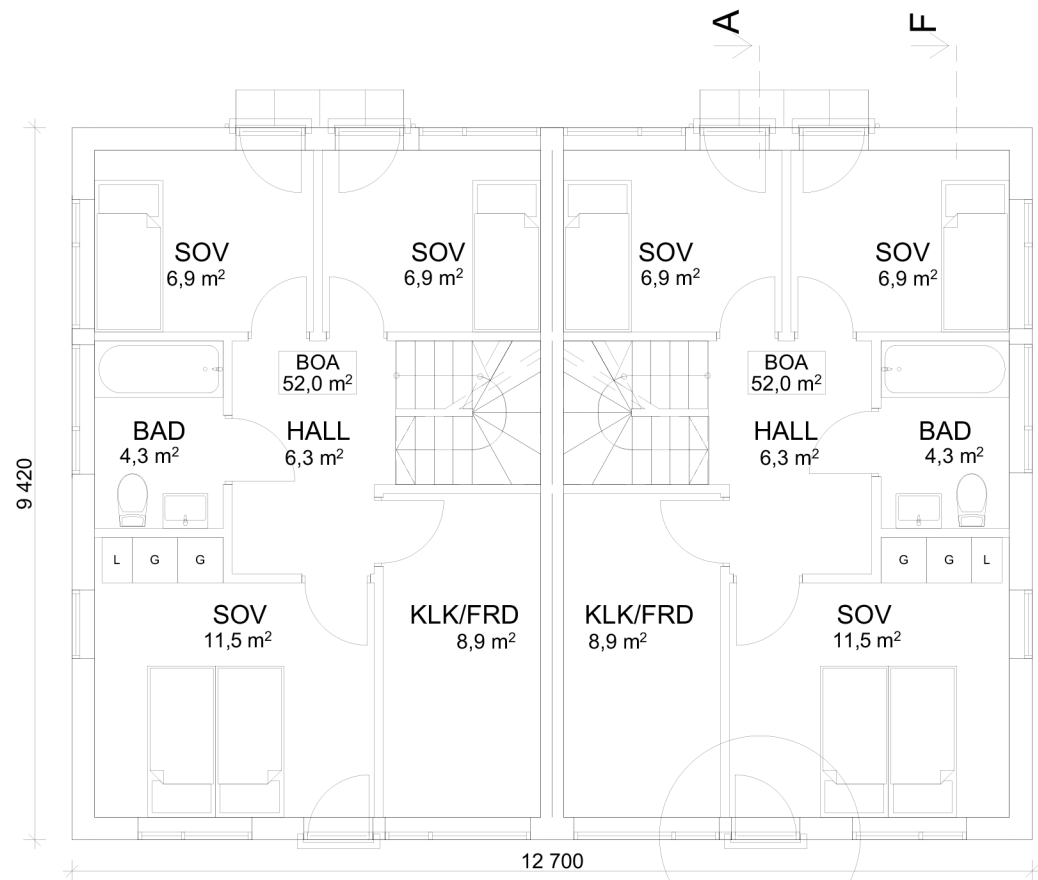 A
F
SOV
6,9 m²
SOV
6,9 m²
SOV
6,9 m²
SOV
6,9 m²
BOA
52,0 m²
BOA
52,0 m²
BAD
4,3 m²
HALL
6,3 m²
HALL
6,3 m²
BAD
4,3 m²
9 420
L G G
G G L
SOV
11,5 m²
KLK/FRD
8,9 m²
KLK/FRD
8,9 m²
SOV
11,5 m²
12 700